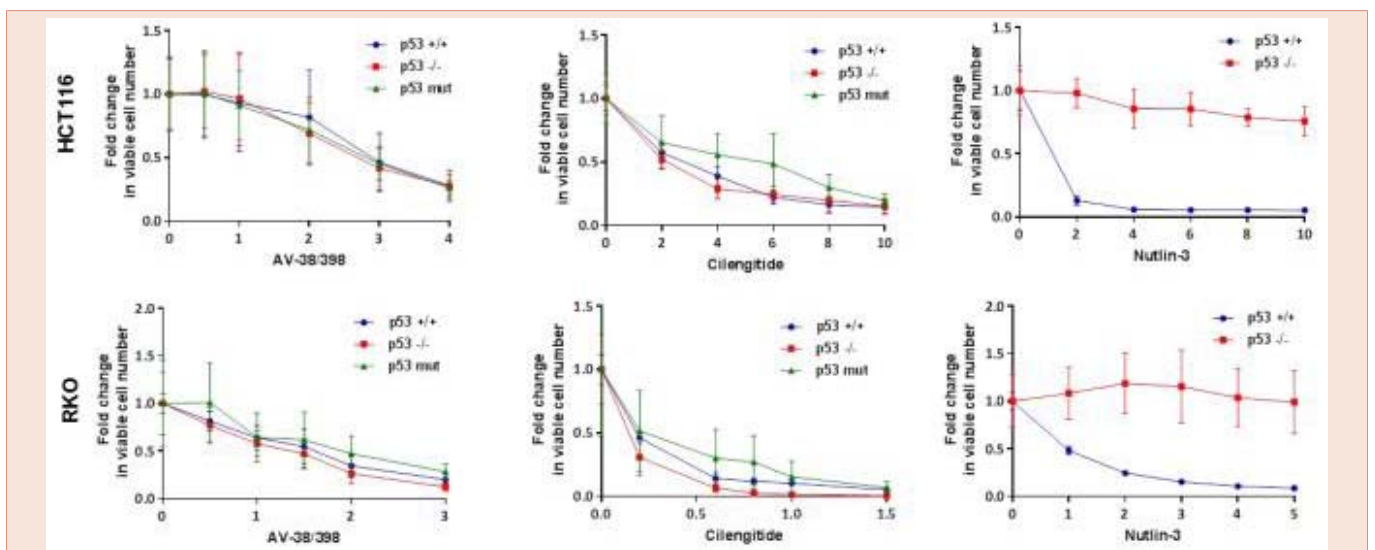 HCT116
Fold change
in viable cell number
1.5
1.0
0.5
0.0
0 1 2 3 4
AV-38/398
p53 +/+
p53 -/-
p53 mut
Fold change
in viable cell number
1.5
1.0
0.5
0.0
0 2 4 6 8 10
Cilengitide
p53 +/+
p53 -/-
p53 mut
Fold change
in viable cell number
1.5
1.0
0.5
0.0
0 2 4 6 8 10
Nutlin-3
p53 +/+
p53 -/-
RKO
Fold change
in viable cell number
2.0
1.5
1.0
0.5
0.0
0 1 2 3
AV-38/398
p53 +/+
p53 -/-
p53 mut
Fold change
in viable cell number
1.5
1.0
0.5
0.0
0.0 0.5 1.0 1.5
Cilengitide
p53 +/+
p53 -/-
p53 mut
Fold change
in viable cell number
2.0
1.5
1.0
0.5
0.0
0 1 2 3 4 5
Nutlin-3
p53 +/+
p53 -/-